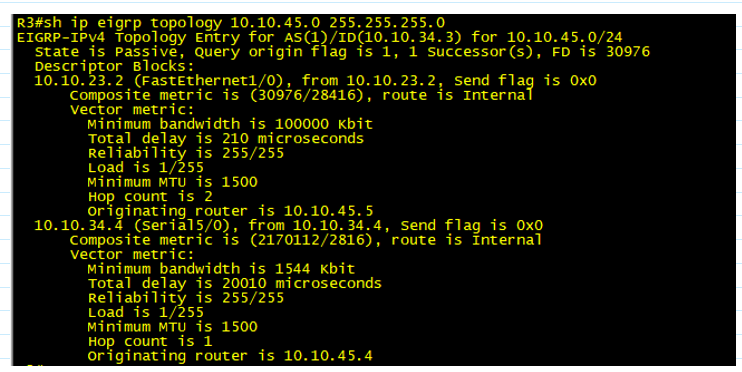 R3#sh ip eigrp topology 10.10.45.0 255.255.255.0
EIGRP-IPv4 Topology Entry for AS(1)/ID(10.10.34.3) for 10.10.45.0/24
State is Passive, Query origin flag is 1, 1 Successor(s), FD is 30976
Descriptor Blocks:
10.10.23.2 (FastEthernet1/0), from 10.10.23.2, Send flag is 0x0
Composite metric is (30976/28416), route is Internal
Vector metric:
Minimum bandwidth is 100000 Kbit
Total delay is 210 microseconds
Reliability is 255/255
Load is 1/255
Minimum MTU is 1500
Hop count is 2
Originating router is 10.10.45.5
10.10.34.4 (Serial5/0), from 10.10.34.4, Send flag is 0x0
Composite metric is (2170112/2816), route is Internal
Vector metric:
Minimum bandwidth is 1544 Kbit
Total delay is 20010 microseconds
Reliability is 255/255
Load is 1/255
Minimum MTU is 1500
Hop count is 1
Originating router is 10.10.45.4